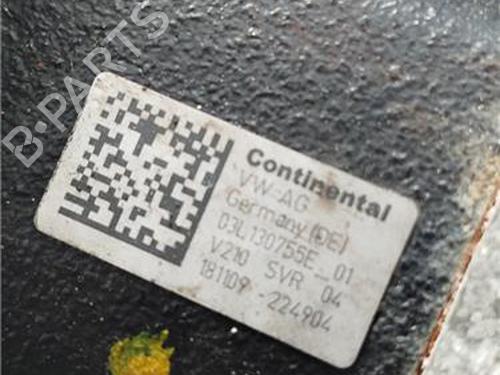 B-PARTS
Continental
VW-AG
Germany (DE)
03L130755E_01
V210 SVR 04
181109 - 224904